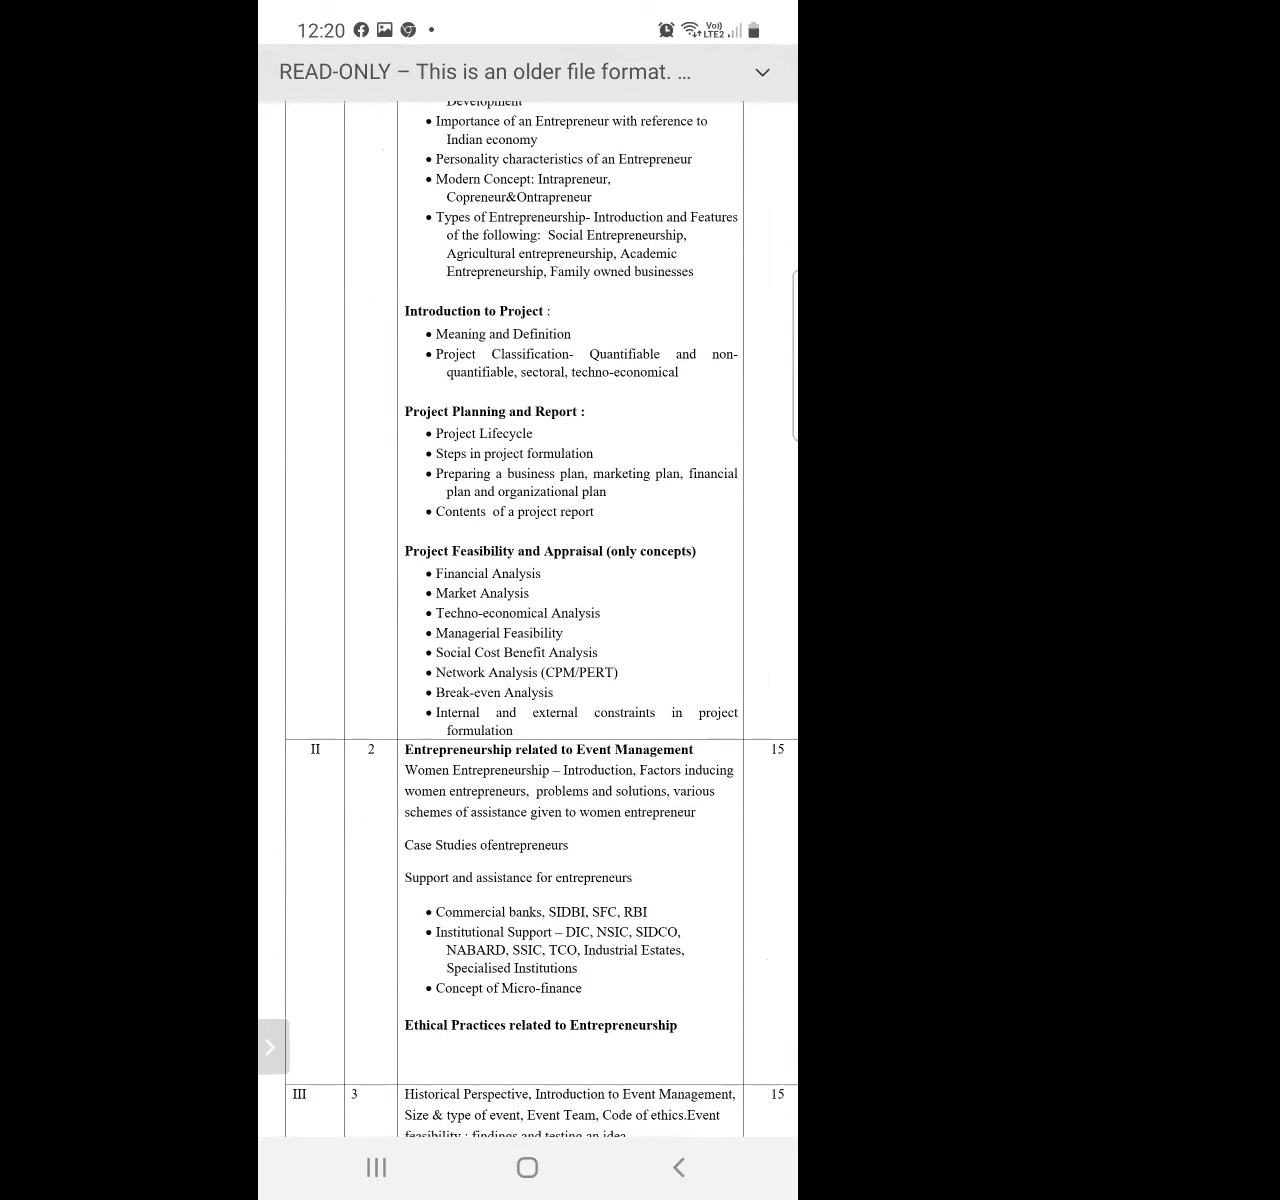 12:20
Vo)) LTE2
READ-ONLY – This is an older file format. ...
Development
• Importance of an Entrepreneur with reference to
Indian economy
• Personality characteristics of an Entrepreneur
• Modern Concept: Intrapreneur,
Copreneur&Ontrapreneur
• Types of Entrepreneurship- Introduction and Features
of the following: Social Entrepreneurship,
Agricultural entrepreneurship, Academic
Entrepreneurship, Family owned businesses
Introduction to Project :
• Meaning and Definition
• Project Classification- Quantifiable and non-
quantifiable, sectoral, techno-economical
Project Planning and Report :
• Project Lifecycle
• Steps in project formulation
• Preparing a business plan, marketing plan, financial
plan and organizational plan
• Contents of a project report
Project Feasibility and Appraisal (only concepts)
• Financial Analysis
• Market Analysis
• Techno-economical Analysis
• Managerial Feasibility
• Social Cost Benefit Analysis
• Network Analysis (CPM/PERT)
• Break-even Analysis
• Internal and external constraints in project
formulation
II 2 Entrepreneurship related to Event Management 15
Women Entrepreneurship – Introduction, Factors inducing
women entrepreneurs, problems and solutions, various
schemes of assistance given to women entrepreneur
Case Studies ofentrepreneurs
Support and assistance for entrepreneurs
• Commercial banks, SIDBI, SFC, RBI
• Institutional Support – DIC, NSIC, SIDCO,
NABARD, SSIC, TCO, Industrial Estates,
Specialised Institutions
• Concept of Micro-finance
Ethical Practices related to Entrepreneurship
III 3 Historical Perspective, Introduction to Event Management, 15
Size & type of event, Event Team, Code of ethics.Event
feasibility : findings and testing an idea